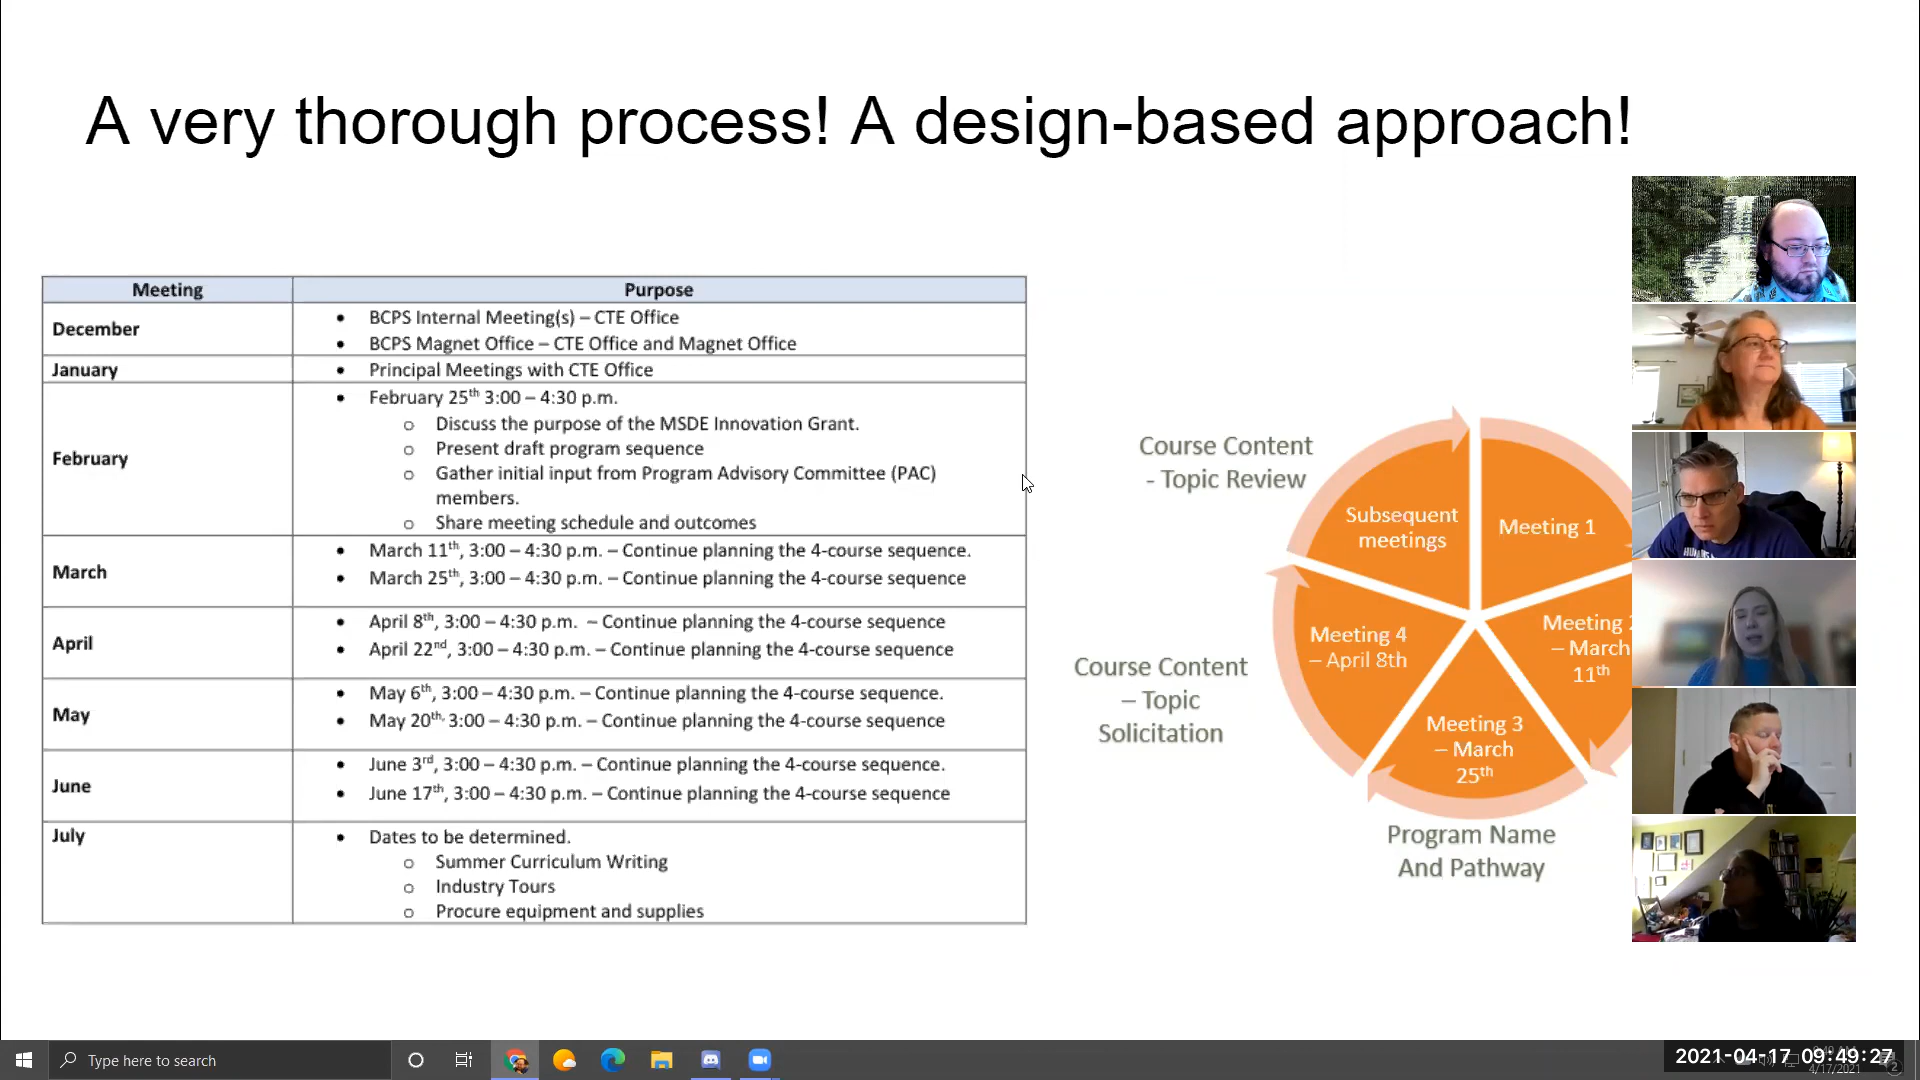 A very thorough process! A design-based approach!
Meeting
Purpose
December
• BCPS Internal Meeting(s) – CTE Office
• BCPS Magnet Office – CTE Office and Magnet Office
January
• Principal Meetings with CTE Office
February
• February 25th 3:00 – 4:30 p.m.
o Discuss the purpose of the MSDE Innovation Grant.
o Present draft program sequence
o Gather initial input from Program Advisory Committee (PAC)
members.
o Share meeting schedule and outcomes
March
• March 11th, 3:00 – 4:30 p.m. – Continue planning the 4-course sequence.
• March 25th, 3:00 – 4:30 p.m. – Continue planning the 4-course sequence
April
• April 8th, 3:00 – 4:30 p.m. – Continue planning the 4-course sequence
• April 22nd, 3:00 – 4:30 p.m. – Continue planning the 4-course sequence
May
• May 6th, 3:00 – 4:30 p.m. – Continue planning the 4-course sequence.
• May 20th, 3:00 – 4:30 p.m. – Continue planning the 4-course sequence
June
• June 3rd, 3:00 – 4:30 p.m. – Continue planning the 4-course sequence.
• June 17th, 3:00 – 4:30 p.m. – Continue planning the 4-course sequence
July
• Dates to be determined.
o Summer Curriculum Writing
o Industry Tours
o Procure equipment and supplies
Course Content
- Topic Review
Subsequent
meetings
Meeting 1
Meeting
– March
11th
Meeting 3
– March
25th
Meeting 4
– April 8th
Course Content
– Topic
Solicitation
Program Name
And Pathway
Type here to search
2021-04-17 09:49:27
4/17/2021